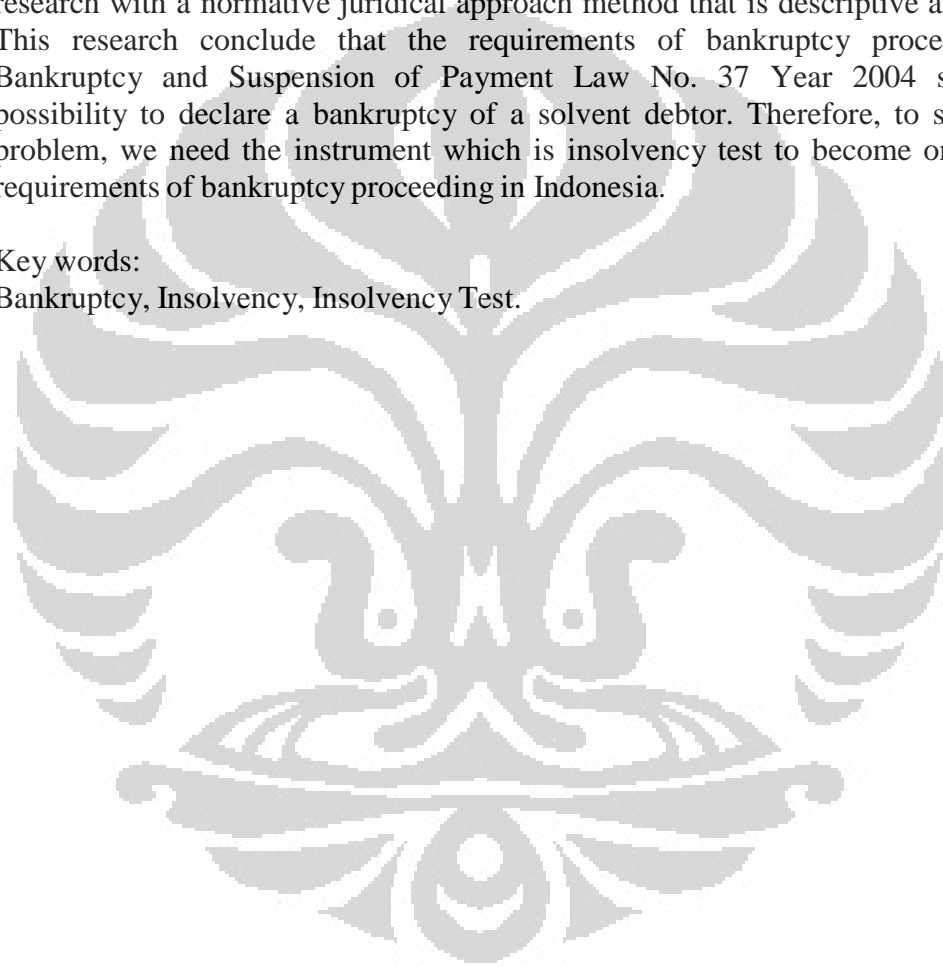 research with a normative juridical approach method that is descriptive
This research conclude that the requirements of bankruptcy
Bankruptcy and Suspension of Payment Law No. 37 Year 2004
possibility to declare a bankruptcy of a solvent debtor. Therefore, to
problem, we need the instrument which is insolvency test to become
requirements of bankruptcy proceeding in Indonesia.
Key words:
Bankruptcy, Insolvency, Insolvency Test.